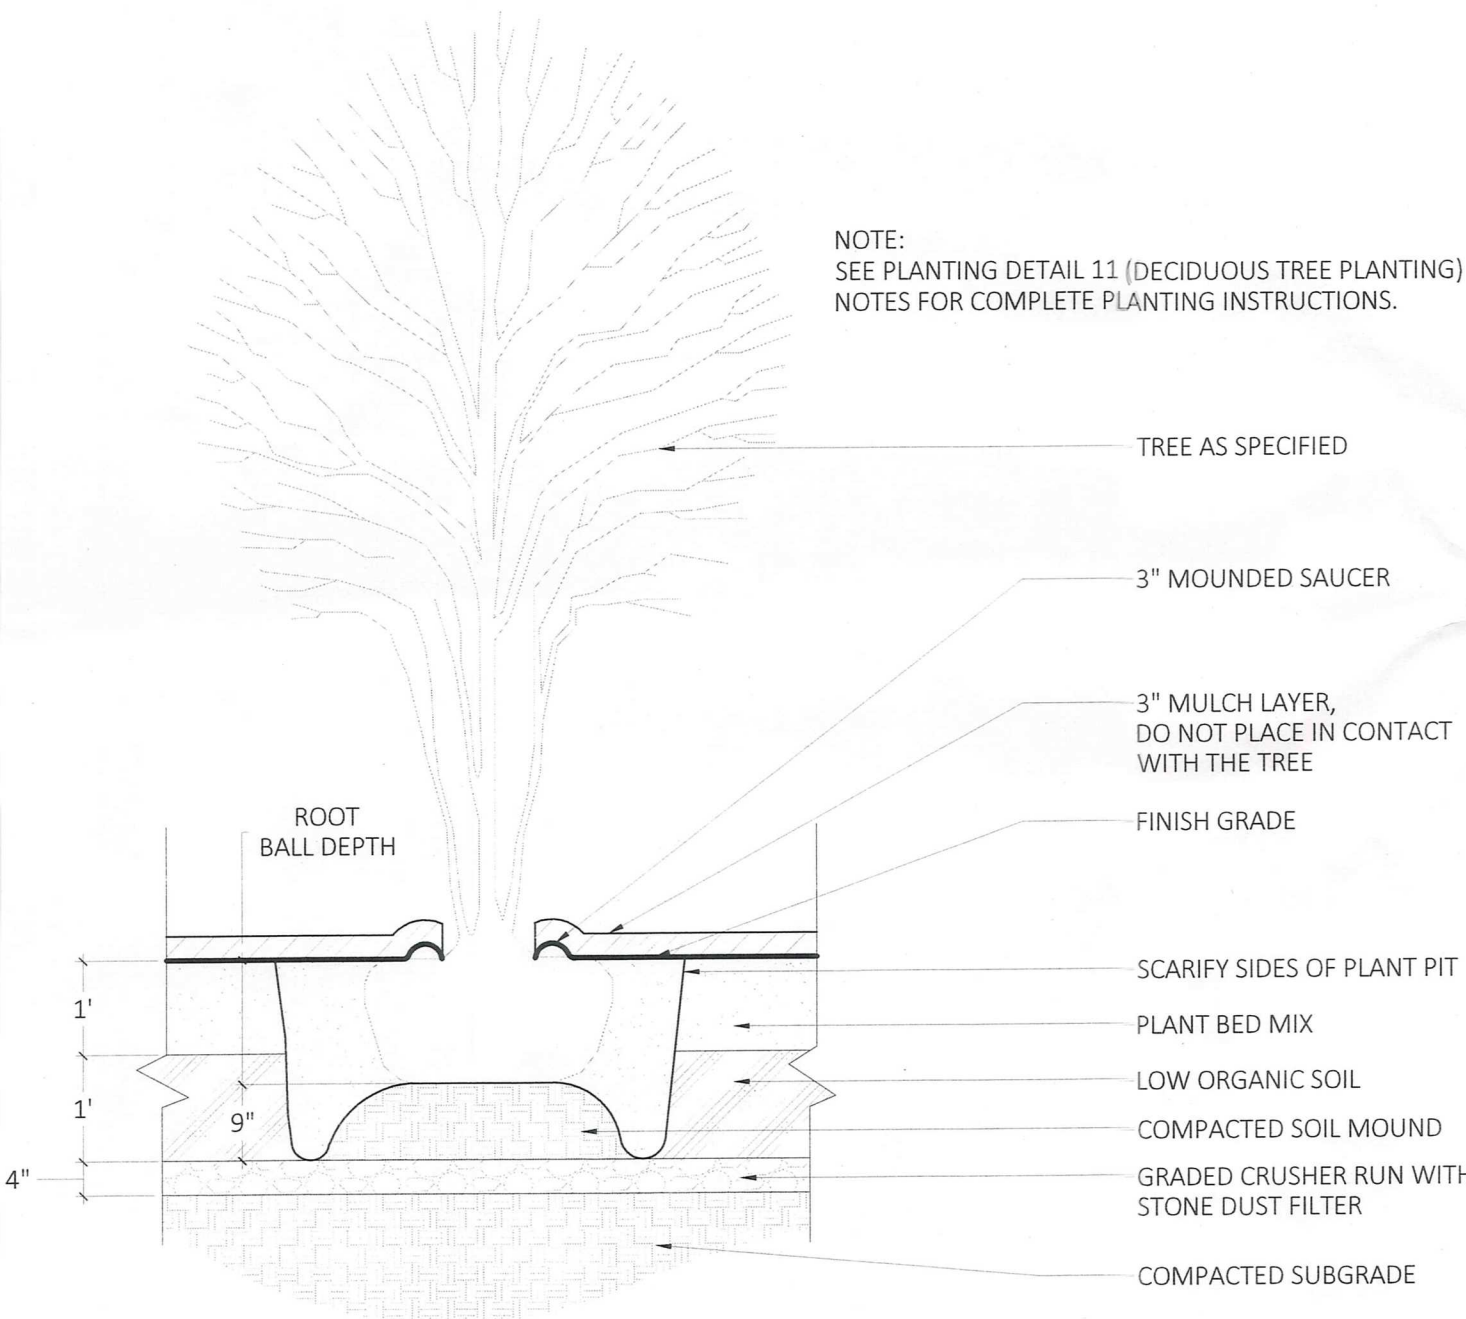 NOTE:
SEE PLANTING DETAIL 11 (DECIDUOUS TREE PLANTING)
NOTES FOR COMPLETE PLANTING INSTRUCTIONS.
TREE AS SPECIFIED
3" MOUNDED SAUCER
3" MULCH LAYER,
DO NOT PLACE IN CONTACT
WITH THE TREE
ROOT
BALL DEPTH
FINISH GRADE
SCARIFY SIDES OF PLANT PIT
1'
PLANT BED MIX
LOW ORGANIC SOIL
1'
9"
COMPACTED SOIL MOUND
4"
GRADED CRUSHER RUN WITH
STONE DUST FILTER
COMPACTED SUBGRADE